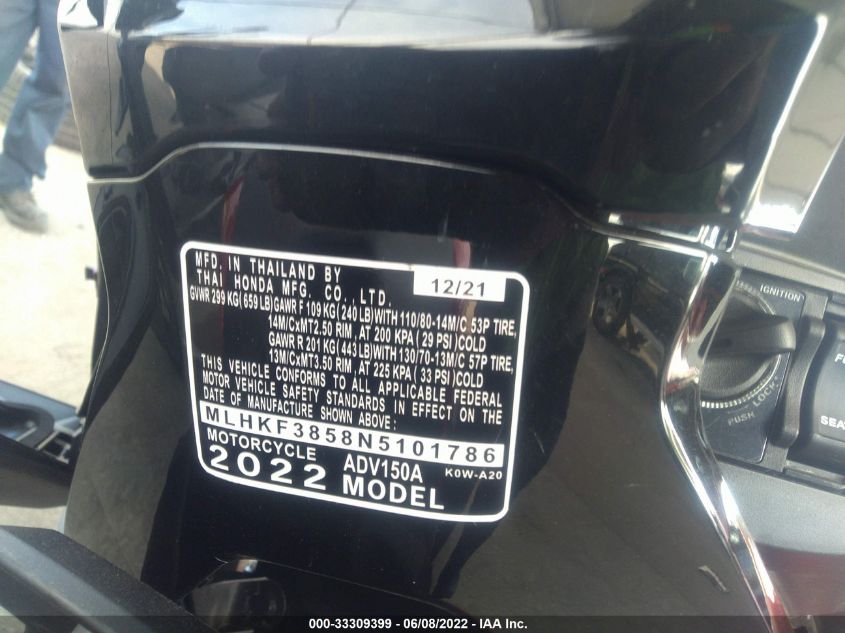 MFD. IN THAILAND BY
THAI HONDA MFG. CO., LTD.
12/21
GVWR 299 KG(659 LB)GAWR F 109 KG(240 LB)WITH 110/80-14M/C 53P TIRE,
14M/CxMT2.50 RIM, AT 200 KPA (29 PSI)COLD
GAWR R 201 KG(443 LB)WITH 130/70-13M/C 57P TIRE,
13M/CxMT3.50 RIM, AT 225 KPA (33 PSI)COLD
THIS VEHICLE CONFORMS TO ALL APPLICABLE FEDERAL
MOTOR VEHICLE SAFETY STANDARDS IN EFFECT ON THE
DATE OF MANUFACTURE SHOWN ABOVE:
MLHKF3858N5101786
MOTORCYCLE ADV150A K0W-A20
2022 MODEL
IGNITION
LOCK
PUSH
SEA
000-33309399 - 06/08/2022 - IAA Inc.